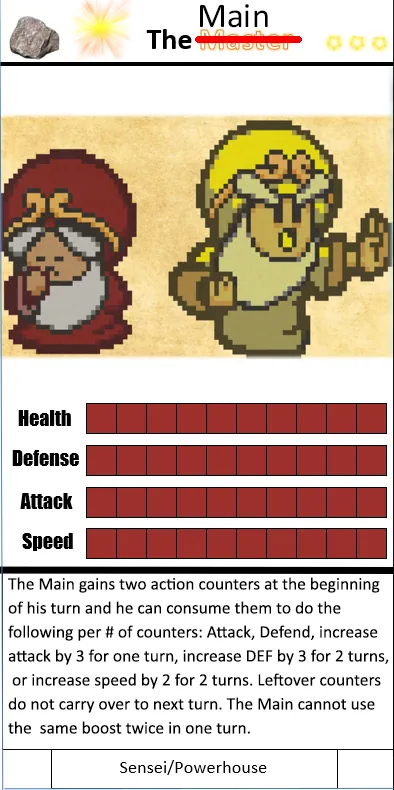 Main
The Master
Health
Defense
Attack
Speed
The Main gains two action counters at the beginning
of his turn and he can consume them to do the
following per # of counters: Attack, Defend, increase
attack by 3 for one turn, increase DEF by 3 for 2 turns,
or increase speed by 2 for 2 turns. Leftover counters
do not carry over to next turn. The Main cannot use
the same boost twice in one turn.
Sensei/Powerhouse